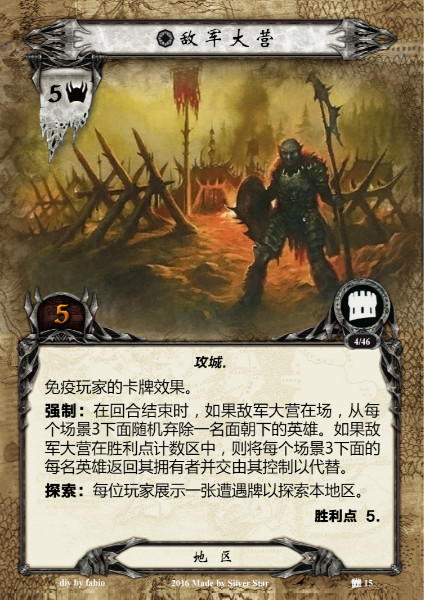 敌军大营
5
5
4/46
攻城.
免疫玩家的卡牌效果。
强制：在回合结束时，如果敌军大营在场，从每
个场景3下面随机弃除一名面朝下的英雄。如果敌
军大营在胜利点计数区中，则将每个场景3下面的
每名英雄返回其拥有者并交由其控制以代替。
探索：每位玩家展示一张遭遇牌以探索本地区。
胜利点 5.
地 区
diy by fabio
2016 Made by Silver Star
15